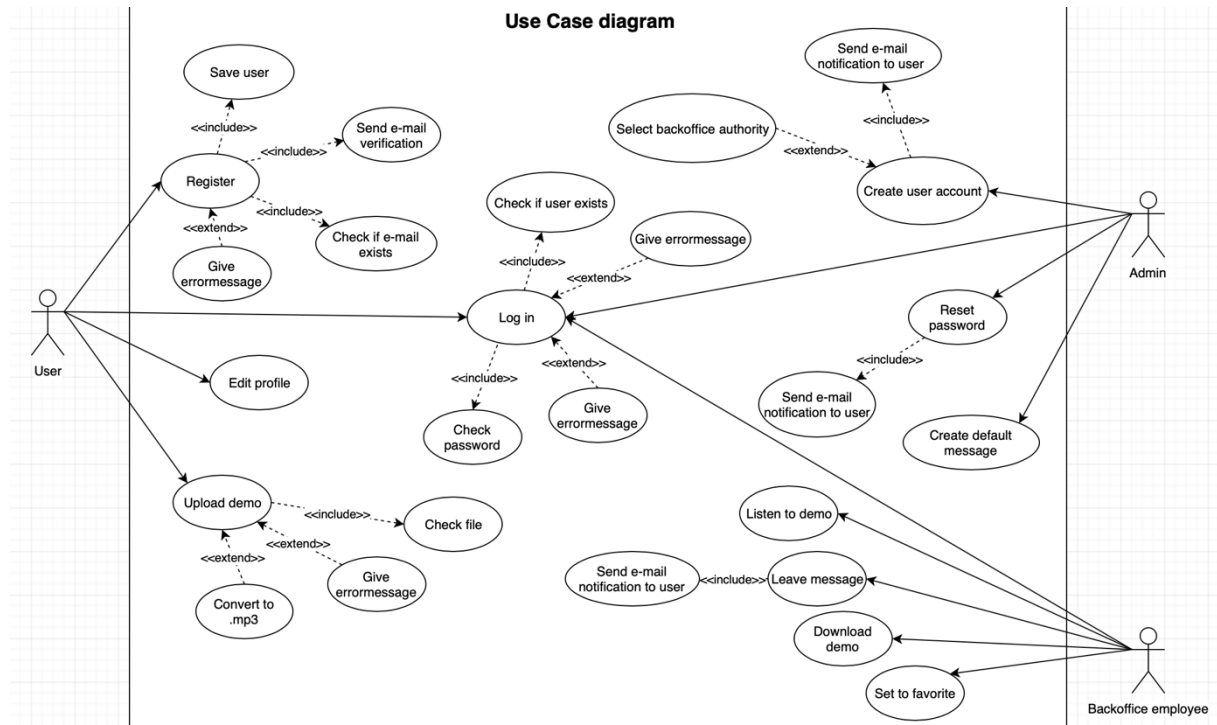 Use Case diagram
Save user
<<include>>
Send e-mail
verification
<<include>>
Register
<<include>>
Check if e-mail
exists
<<extend>>
Give
errormessage
User
Edit profile
Upload demo
<<include>>
Check file
<<extend>>
<<extend>>
Give
errormessage
Convert to
.mp3
Check if user exists
<<include>>
Give errormessage
<<extend>>
Log in
<<include>>
<<extend>>
Check
password
Give
errormessage
Send e-mail
notification to user
<<include>>
Select backoffice authority
<<extend>>
Create user account
Admin
Reset
password
<<include>>
Send e-mail
notification to user
Create default
message
Listen to demo
Send e-mail
notification to user
<<include>>
Leave message
Download
demo
Set to favorite
Backoffice employee